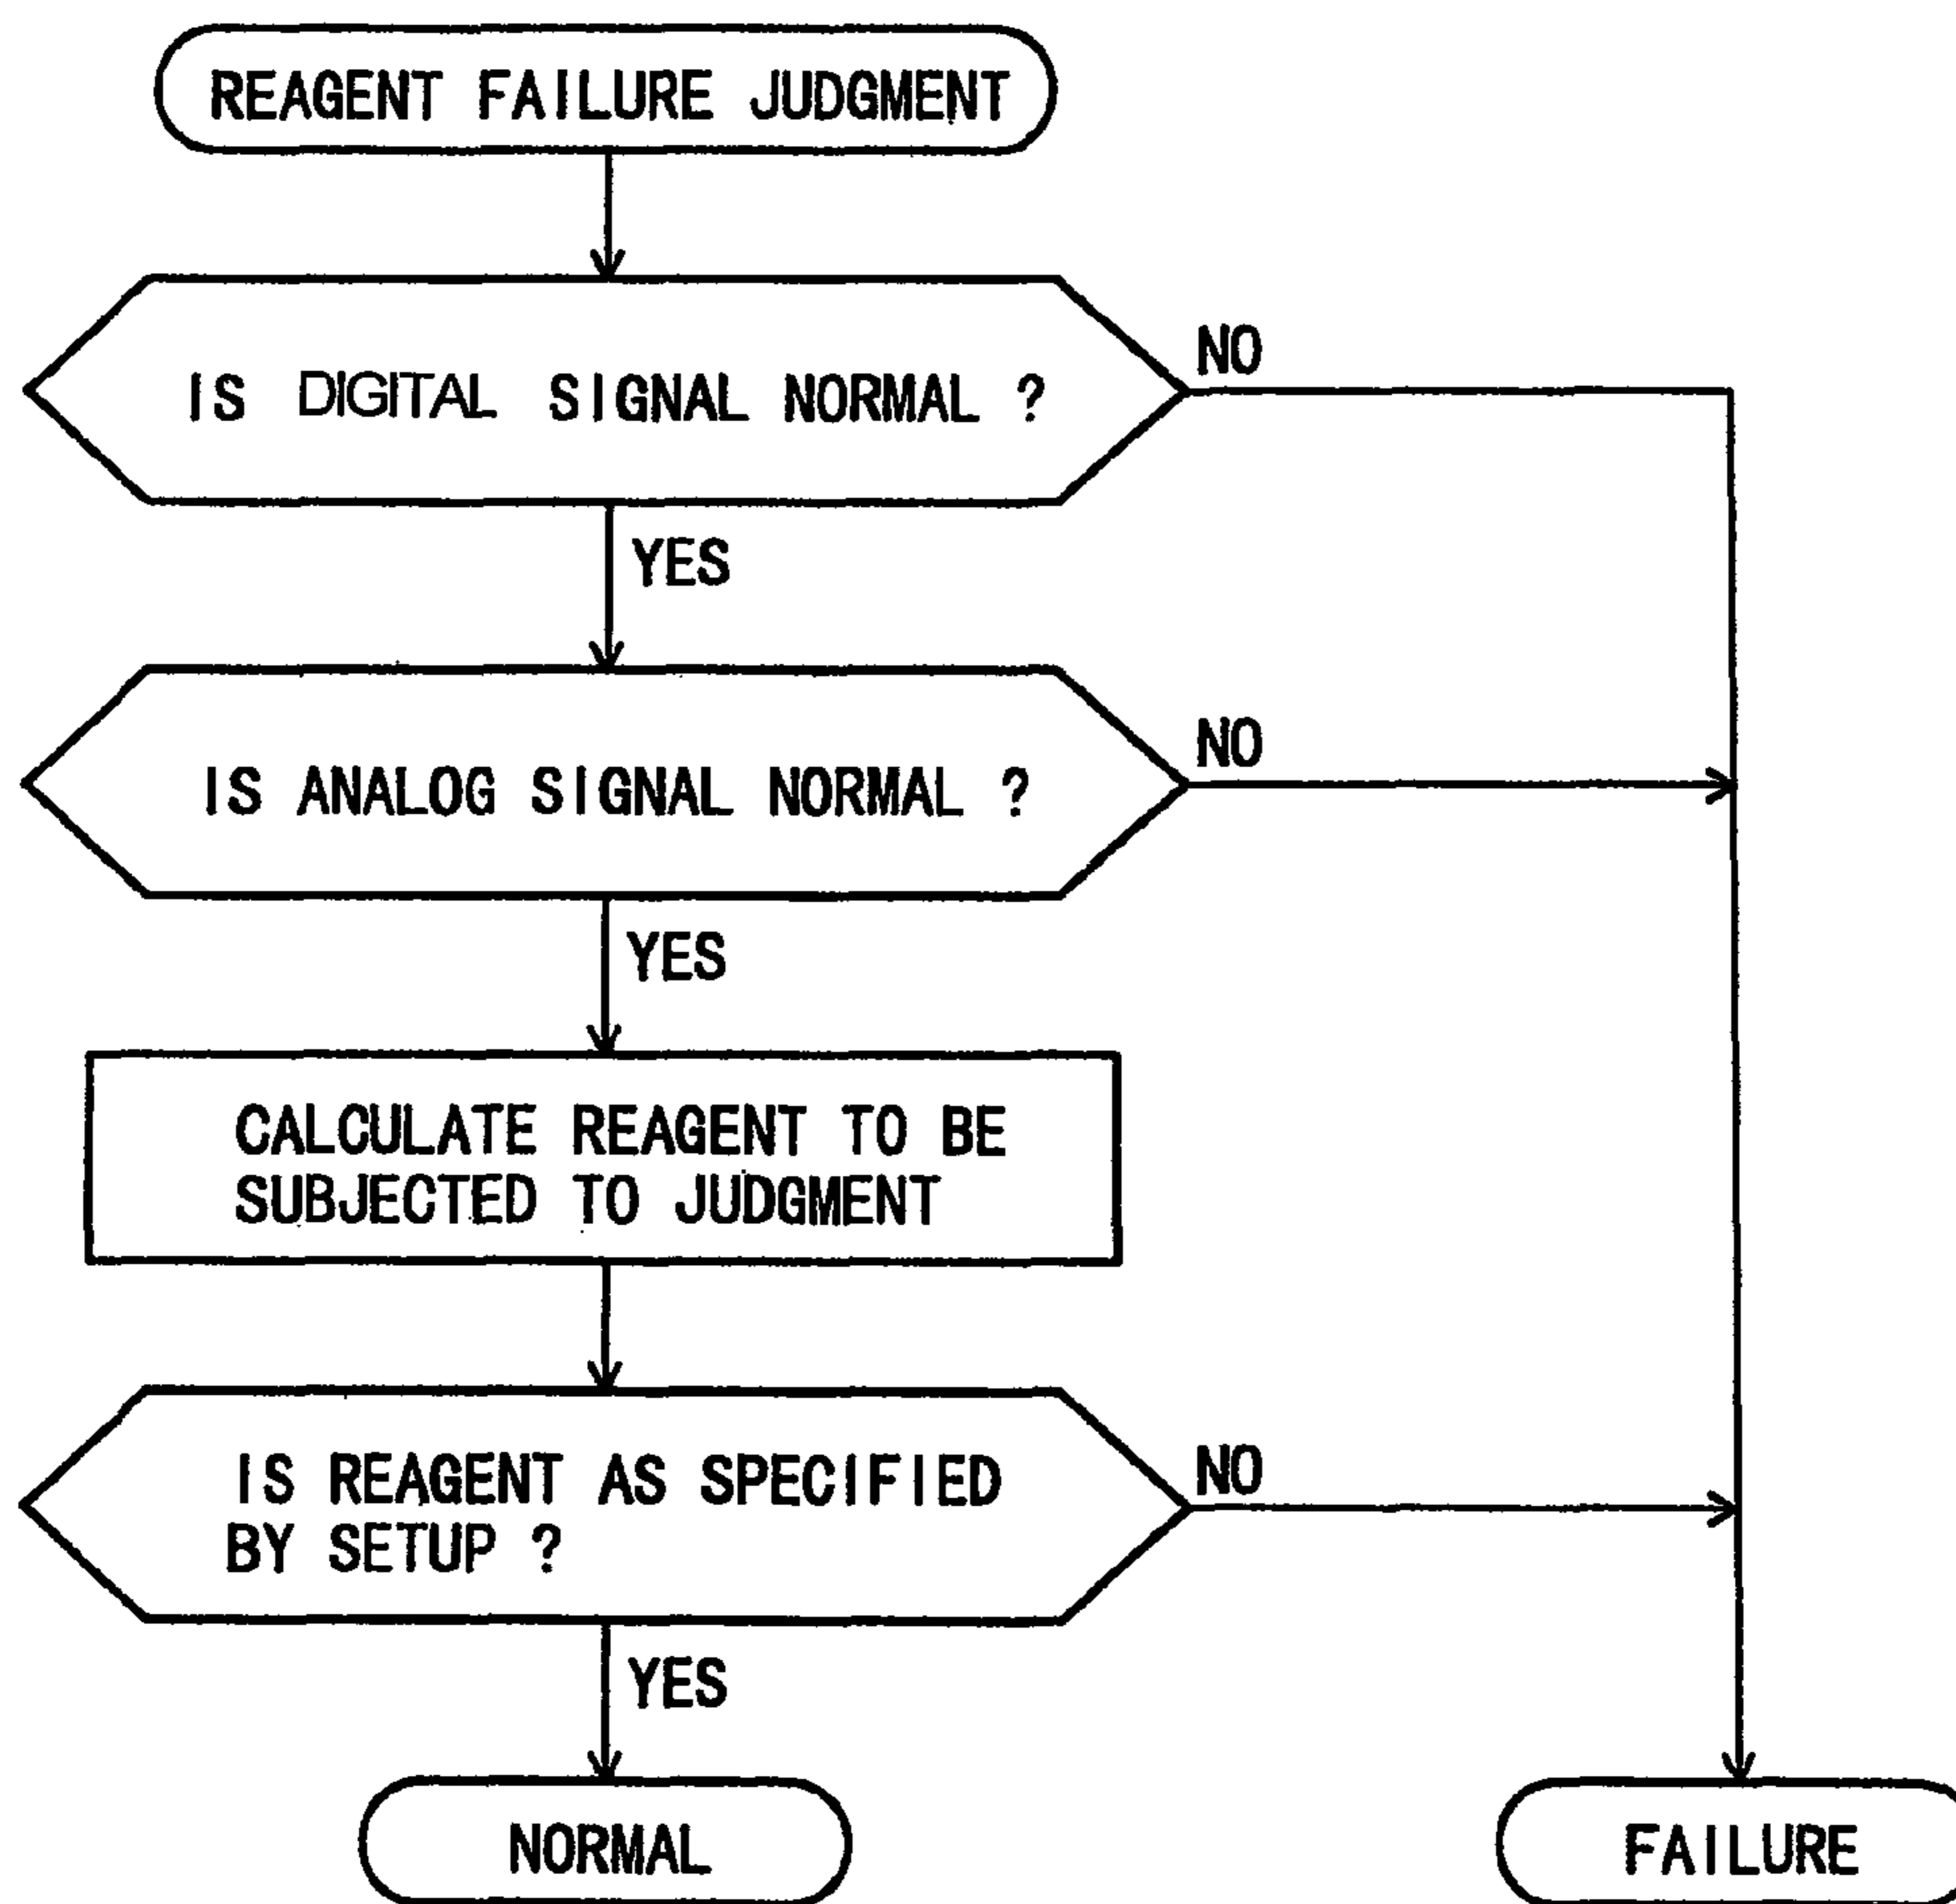 REAGENT FAILURE JUDGMENT
IS DIGITAL SIGNAL NORMAL ?
NO
YES
IS ANALOG SIGNAL NORMAL ?
NO
YES
CALCULATE REAGENT TO BE
SUBJECTED TO JUDGMENT
IS REAGENT AS SPECIFIED
BY SETUP ?
NO
YES
NORMAL
FAILURE